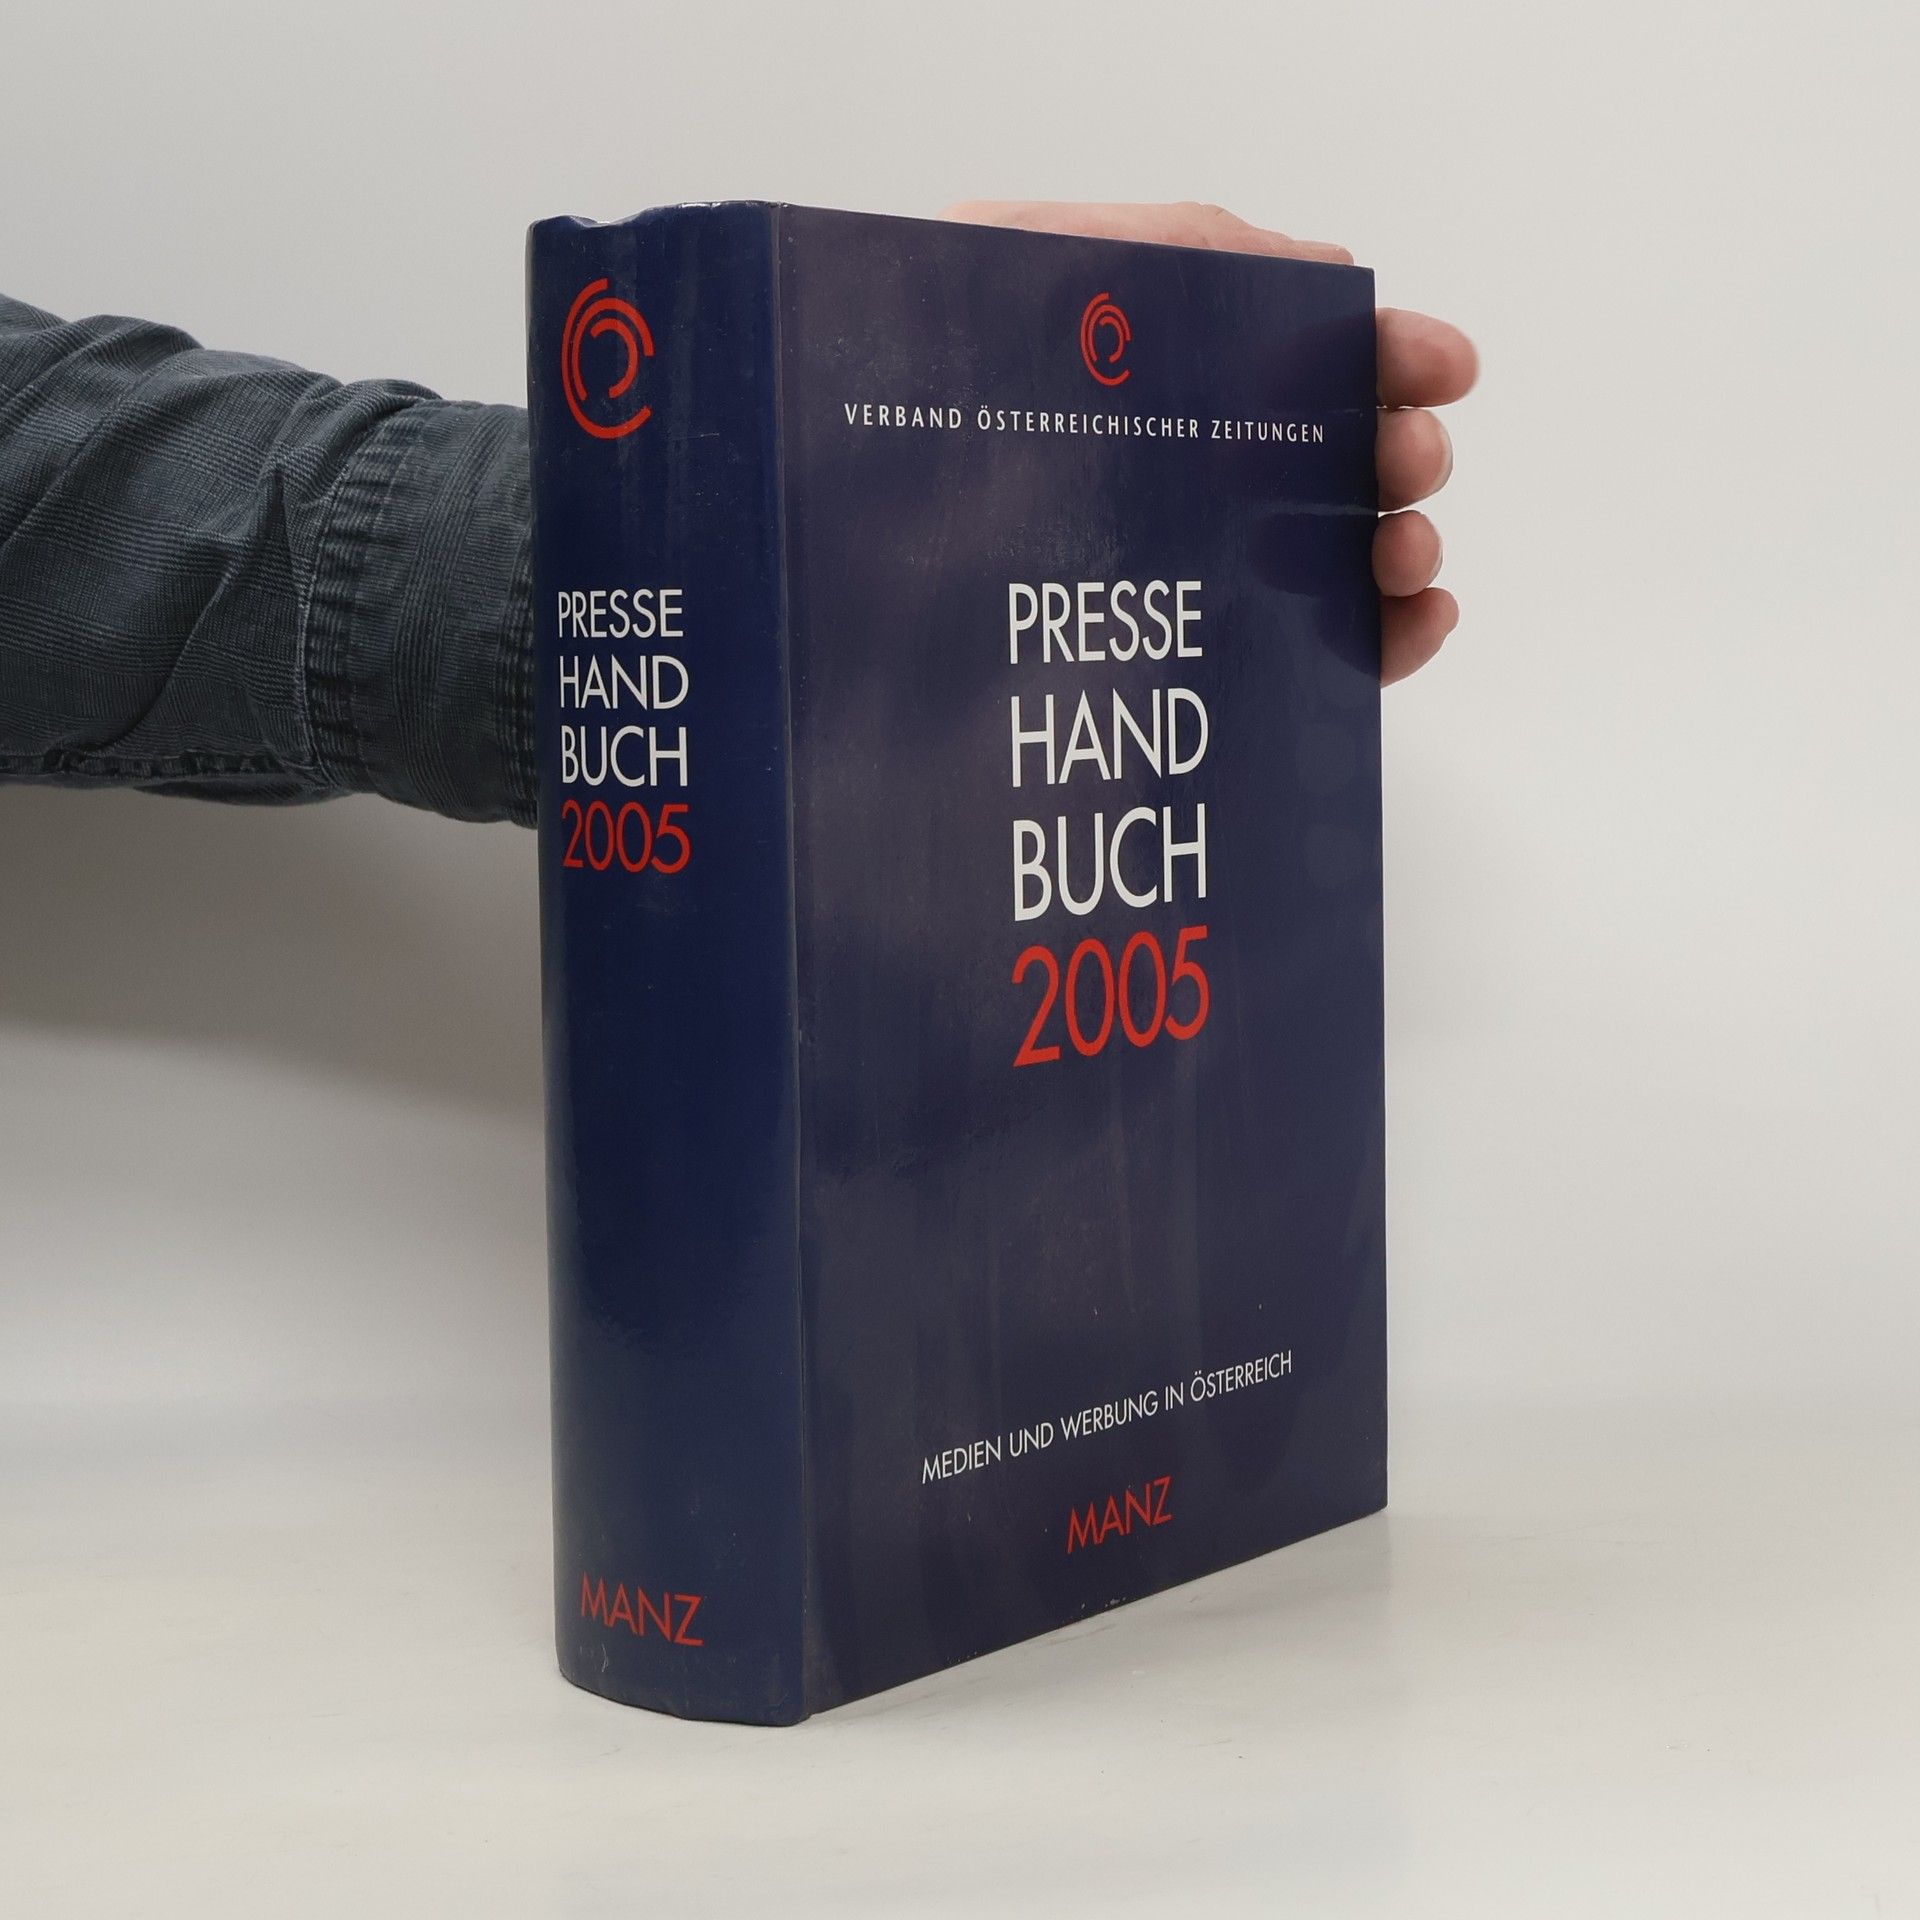 PRESSE
HAND
BUCH
2005
MANZ
VERBAND ÖSTERREICHISCHER ZEITUNGEN
PRESSE
HAND
BUCH
2005
MEDIEN UND WERBUNG IN ÖSTERREICH
MANZ